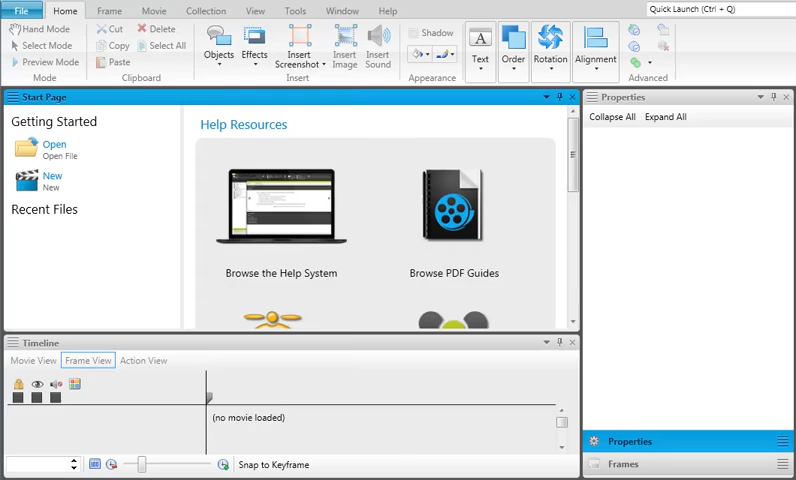 File Home Frame Movie Collection View Tools Window Help Quick Launch (Ctrl + Q)
Hand Mode Cut Delete Shadow
Select Mode Copy Select All Objects Effects Insert Screenshot Insert Image Insert Sound Text Order Rotation Alignment
Preview Mode Paste
Mode Clipboard Insert Appearance Advanced
Start Page Properties
Collapse All Expand All
Getting Started Help Resources
Open
Open File
New
New
Recent Files
Browse the Help System Browse PDF Guides
Timeline
Movie View Frame View Action View
(no movie loaded)
Properties
Snap to Keyframe Frames